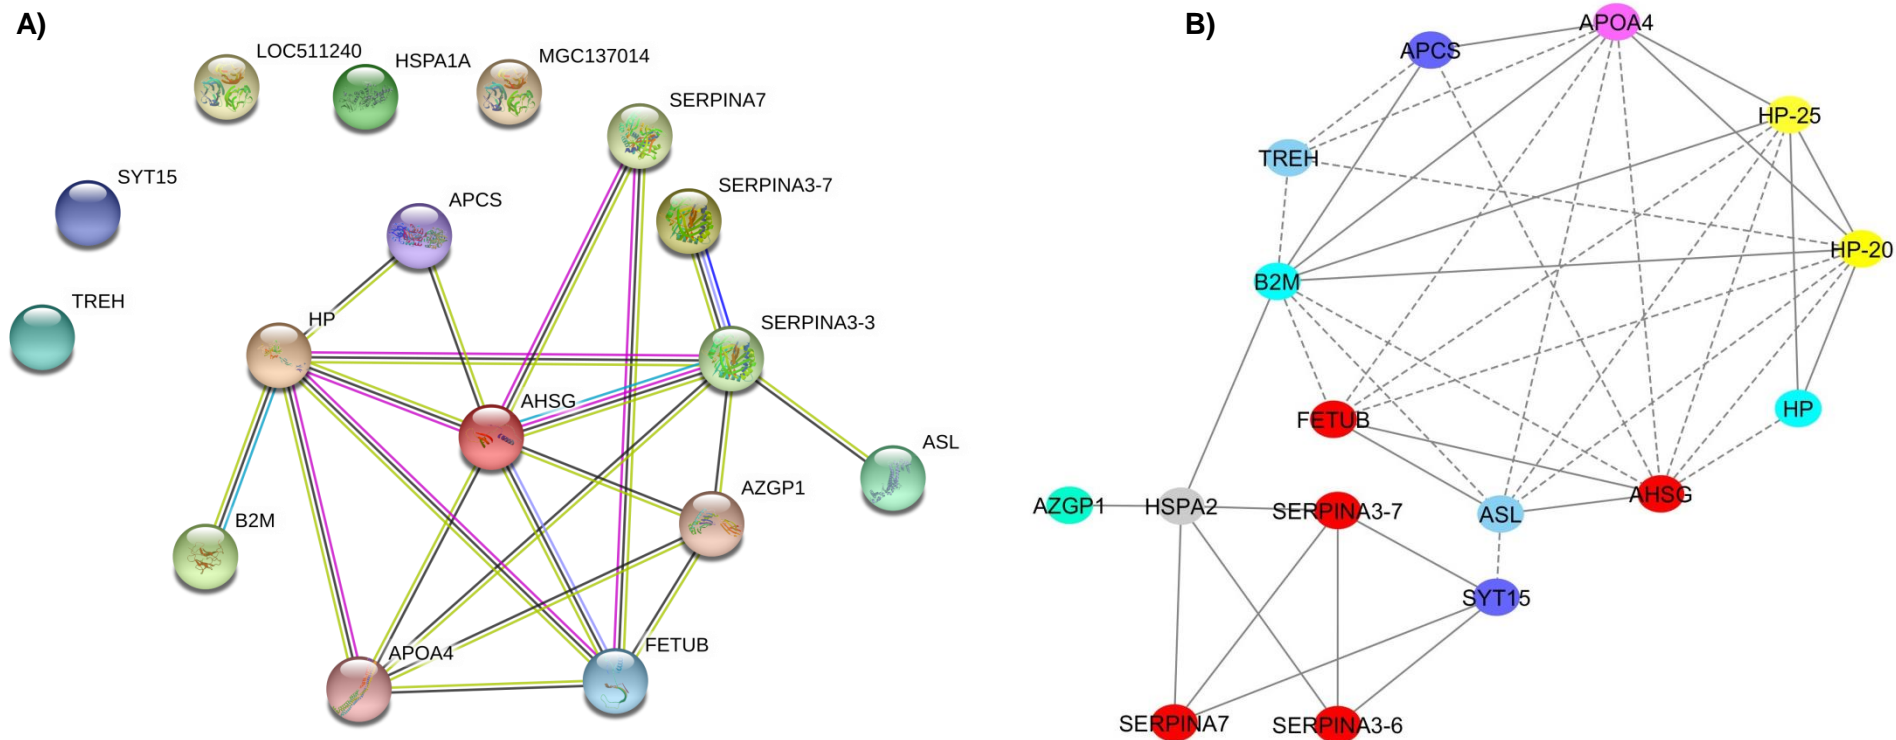 A)
LOC511240
HSPA1A
MGC137014
SERPINA7
SYT15
APCS
SERPINA3-7
TREH
HP
SERPINA3-3
AHSG
ASL
AZGP1
B2M
APOA4
FETUB
B)
APOA4
APCS
HP-25
TREH
HP-20
B2M
HP
FETUB
AHSG
AZGP1
HSPA2
SERPINA3-7
ASL
SYT15
SERPINA7
SERPINA3-6